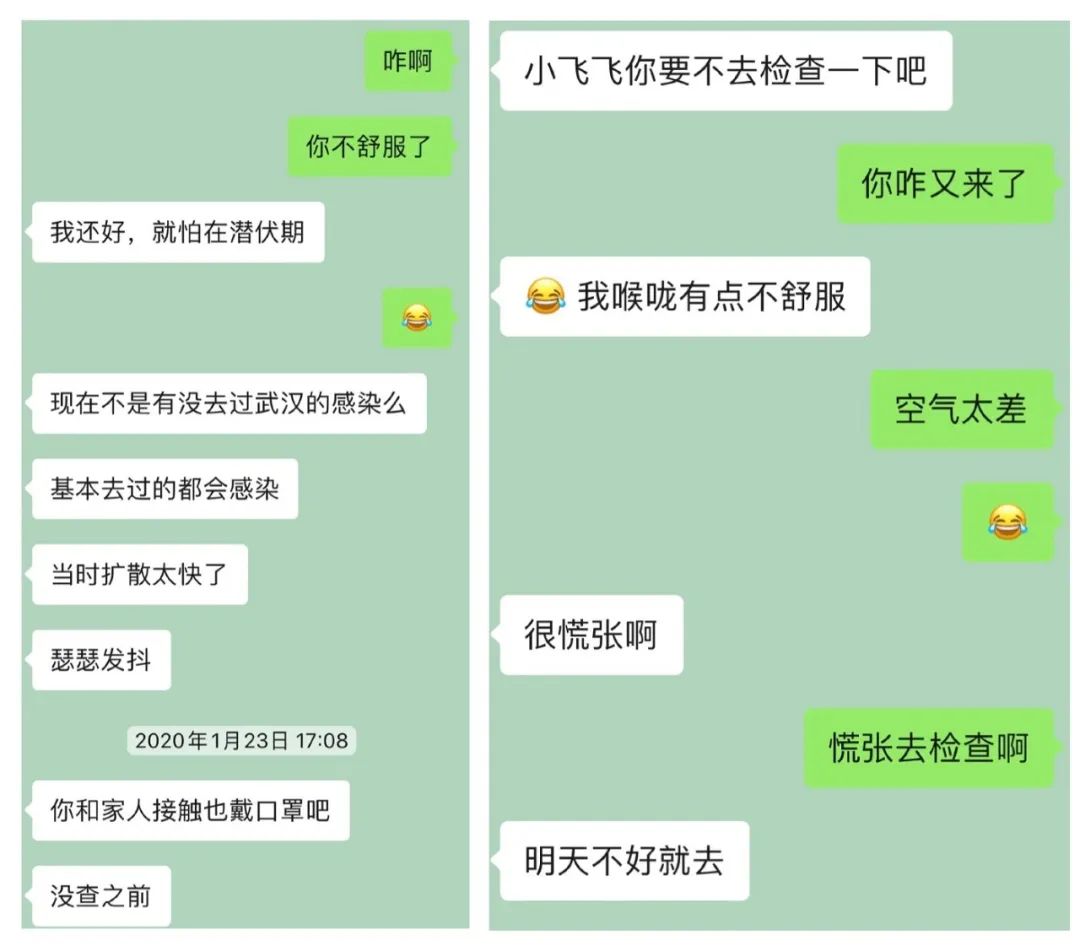 咋啊
你不舒服了
我还好，就怕在潜伏期
😂
现在不是有没去过武汉的感染么
基本去过的都会感染
当时扩散太快了
瑟瑟发抖
2020年1月23日 17:08
你和家人接触也戴口罩吧
没查之前
小飞飞你要不去检查一下吧
你咋又来了
😂 我喉咙有点不舒服
空气太差
😂
很慌张啊
慌张去检查啊
明天不好就去